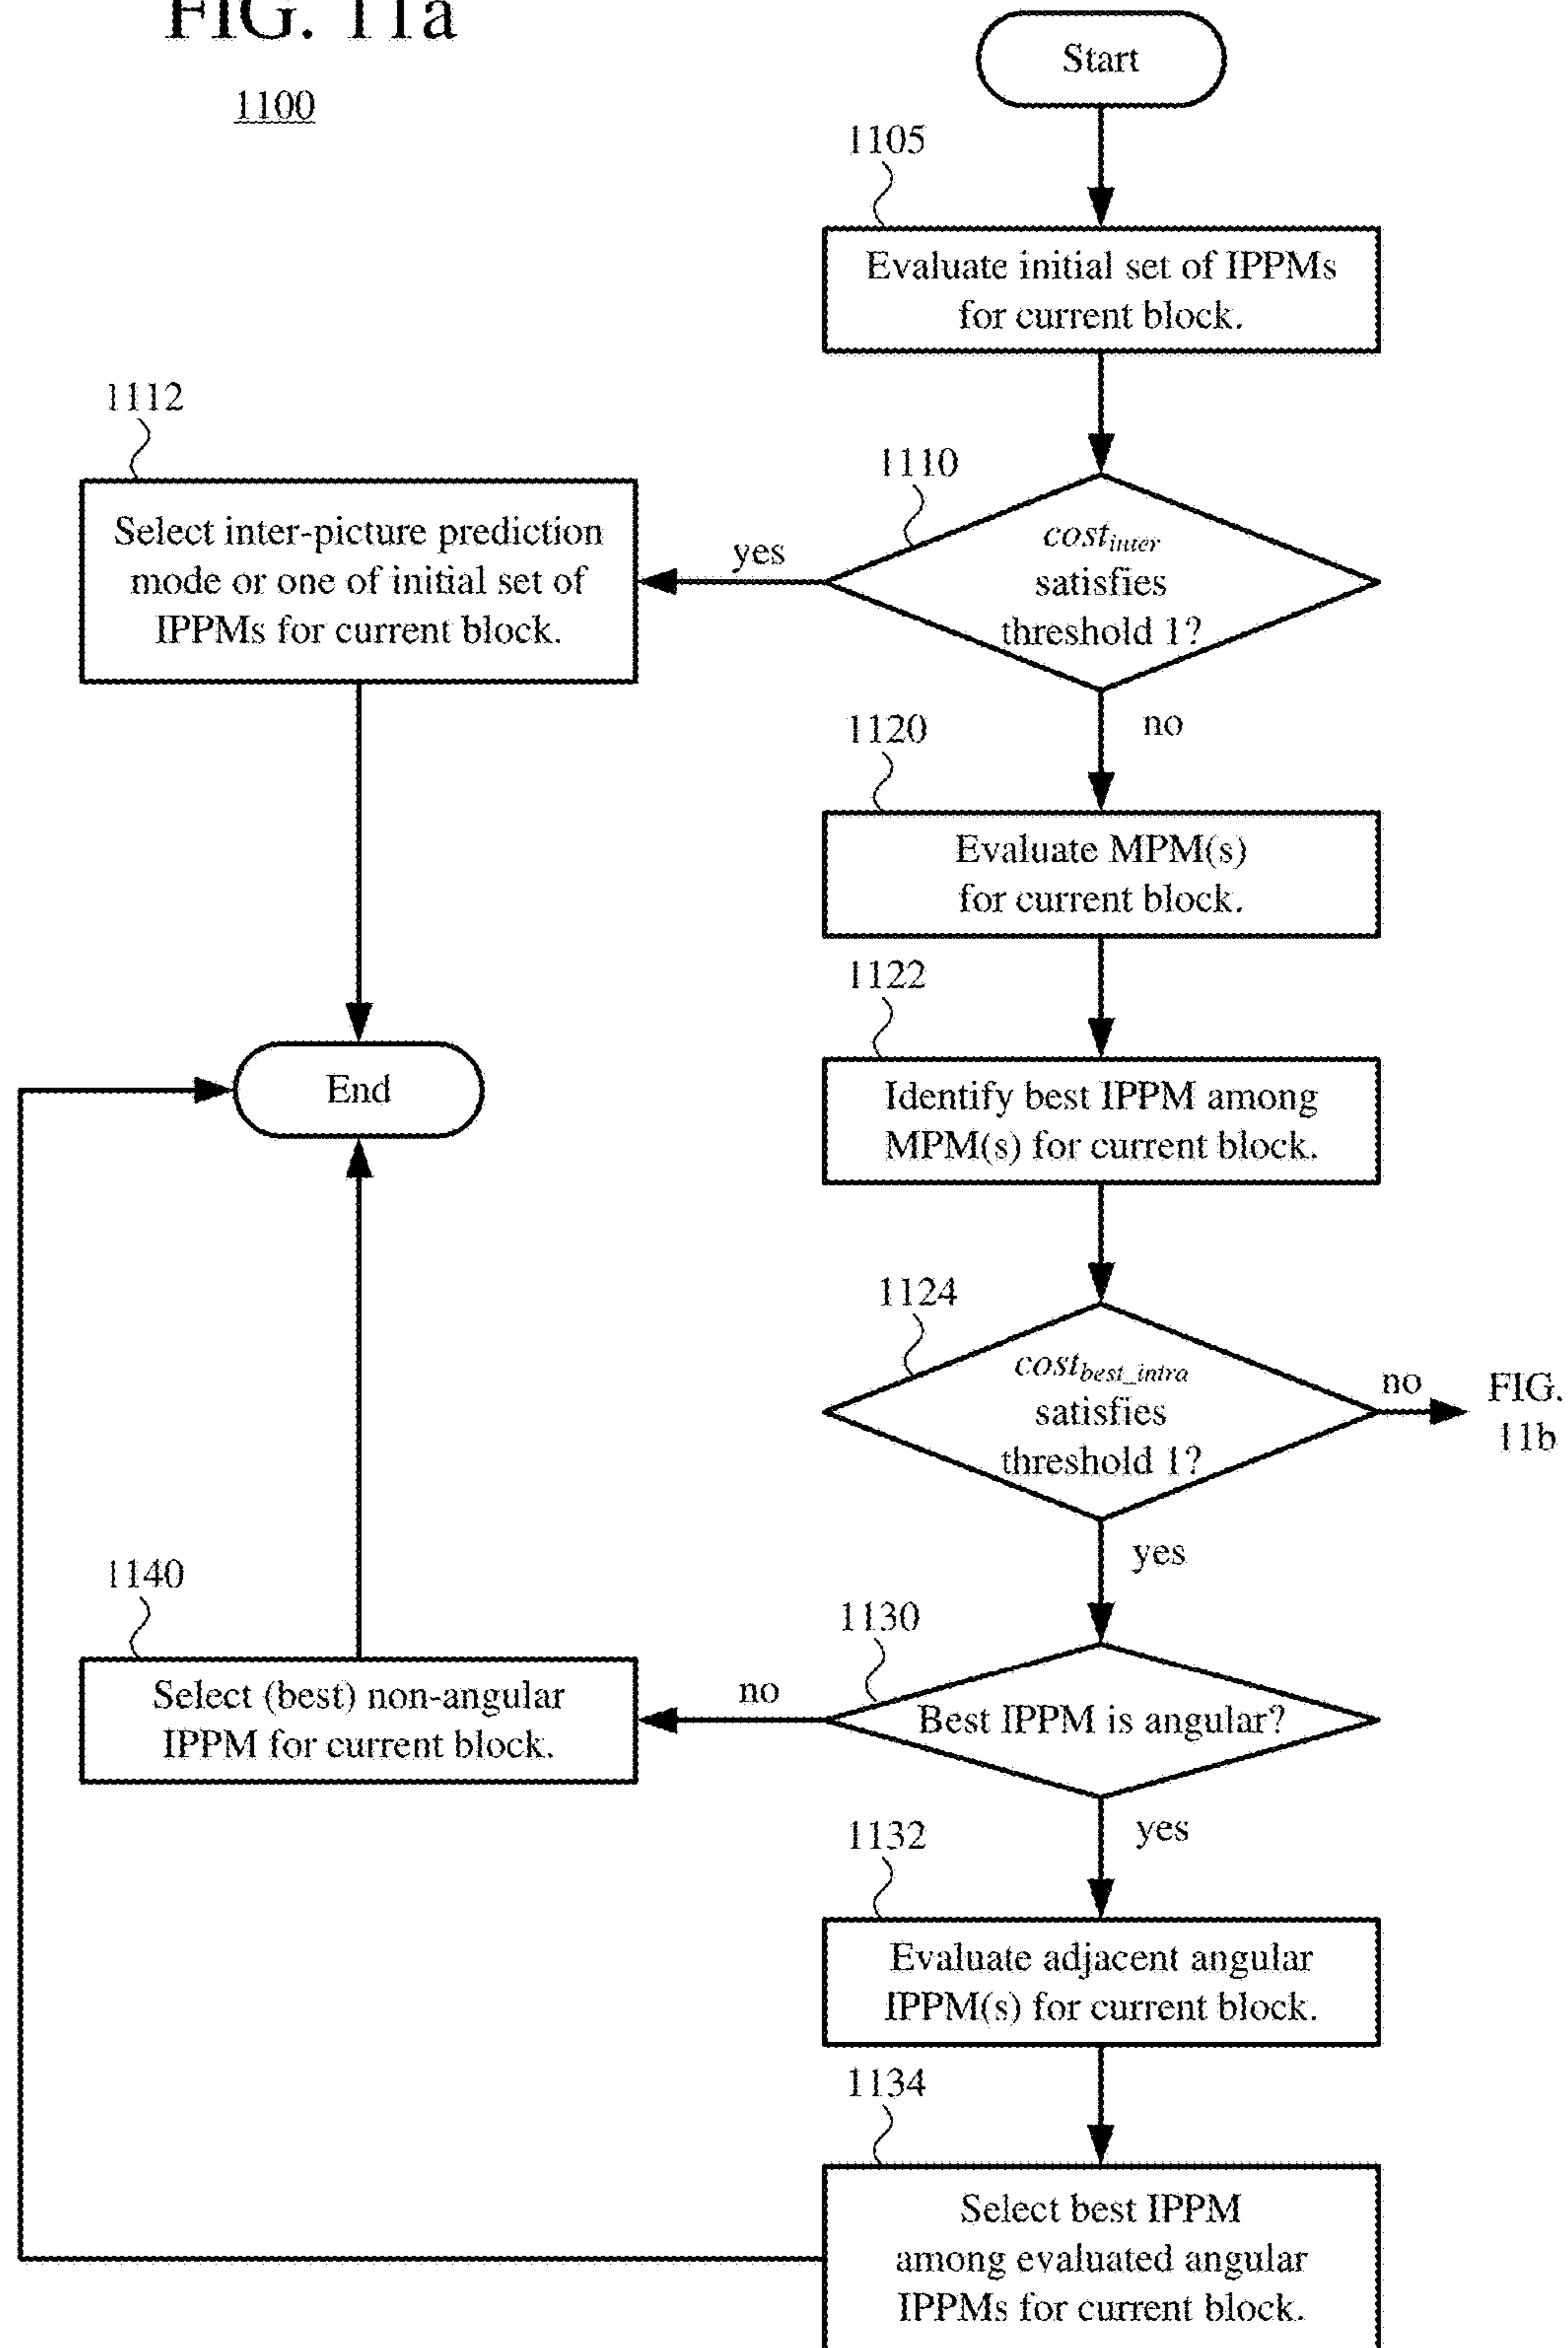 FIG. 11a
1100
Start
1105
Evaluate initial set of IPPMs
for current block.
1112
Select inter-picture prediction
mode or one of initial set of
IPPMs for current block.
yes
1110
cost_inter
satisfies
threshold 1?
no
1120
Evaluate MPM(s)
for current block.
1122
Identify best IPPM among
MPM(s) for current block.
End
1124
cost_best_intra
satisfies
threshold 1?
no
FIG.
11b
yes
1140
Select (best) non-angular
IPPM for current block.
no
1130
Best IPPM is angular?
yes
1132
Evaluate adjacent angular
IPPM(s) for current block.
1134
Select best IPPM
among evaluated angular
IPPMs for current block.